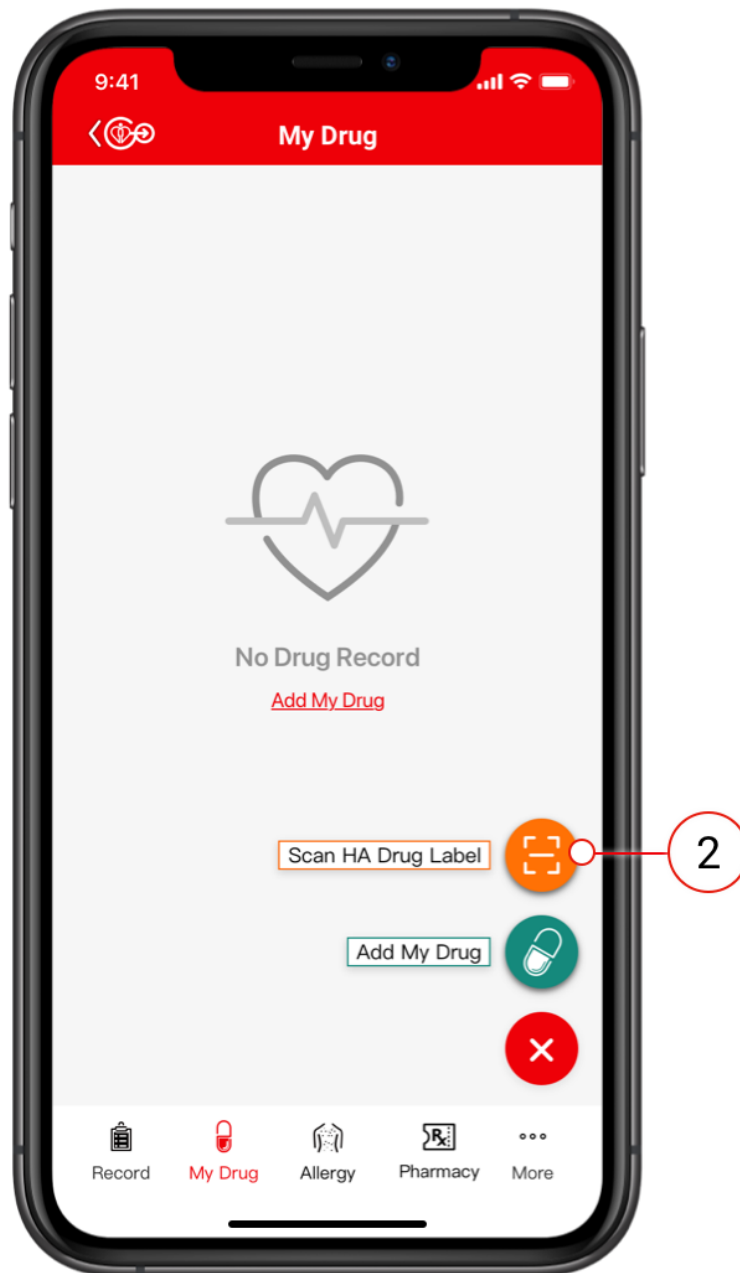 9:41
My Drug
No Drug Record
Add My Drug
Scan HA Drug Label
2
Add My Drug
Rx
Record
My Drug
Allergy
Pharmacy
More